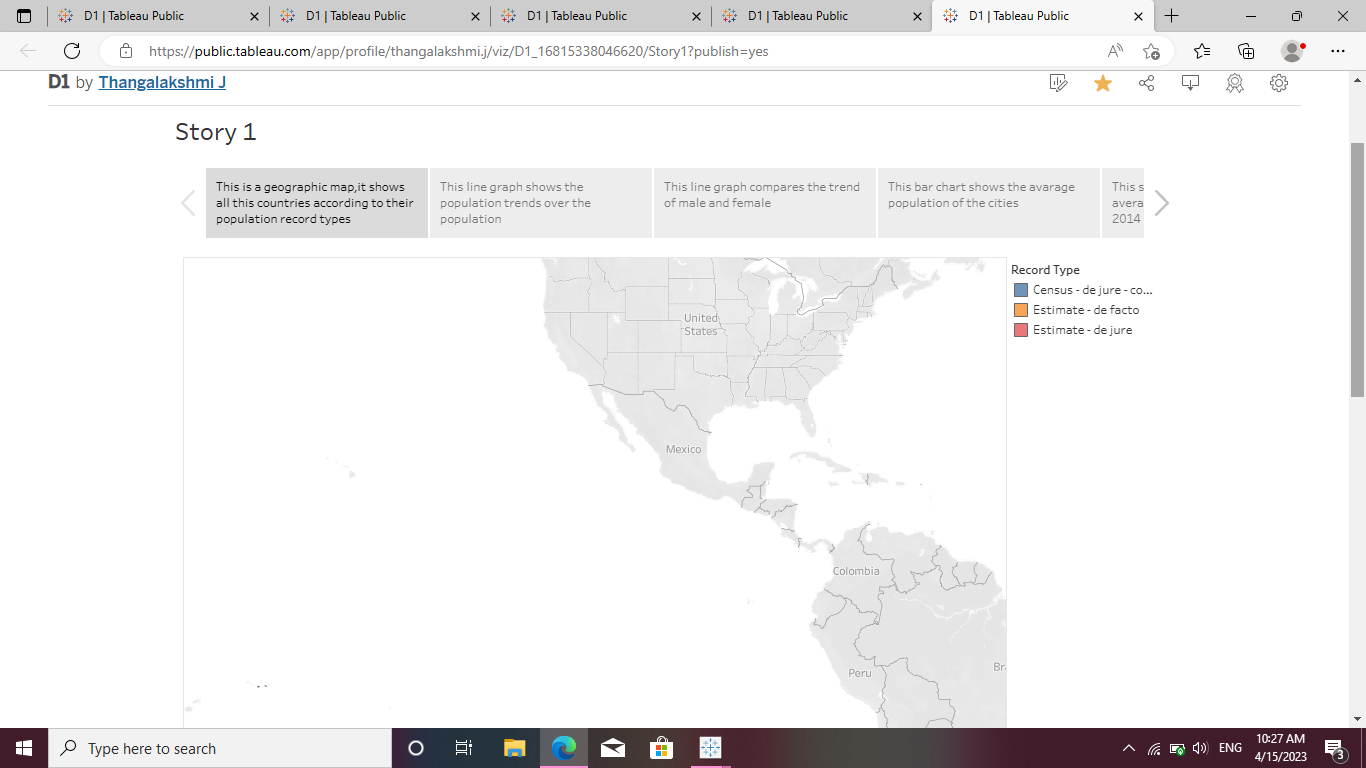 D1 | Tableau Public
D1 | Tableau Public
D1 | Tableau Public
D1 | Tableau Public
D1 | Tableau Public
https://public.tableau.com/app/profile/thangalakshmi.j/viz/D1_16815338046620/Story1?publish=yes
D1 by Thangalakshmi J
Story 1
This is a geographic map,it shows
all this countries according to their
population record types
This line graph shows the
population trends over the
population
This line graph compares the trend
of male and female
This bar chart shows the avarage
population of the cities
This s
avera
2014
Record Type
Census - de jure - co...
Estimate - de facto
Estimate - de jure
United
States
Mexico
Colombia
Peru
Br
Type here to search
ENG
10:27 AM
4/15/2023
3